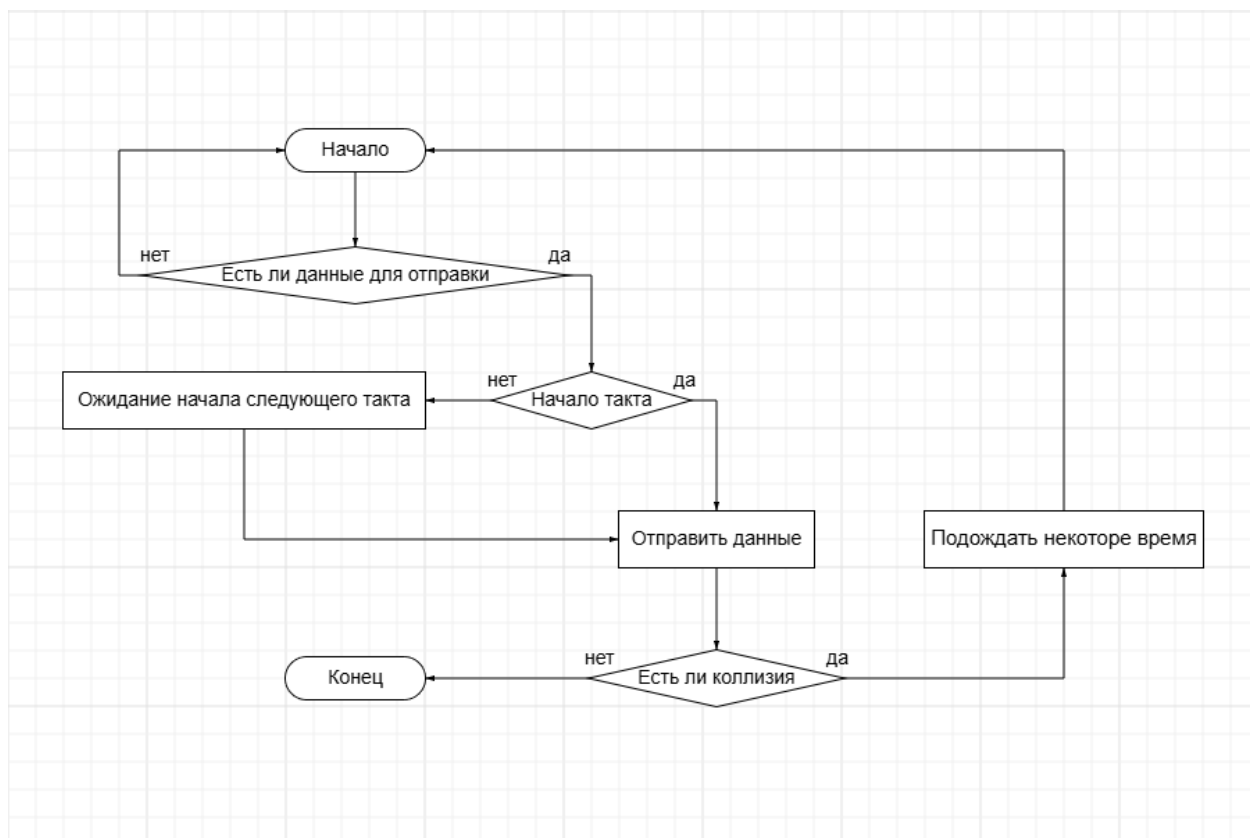 Начало
нет
да
Есть ли данные для отправки
нет
да
Ожидание начала следующего такта
Начало такта
Отправить данные
Подождать некоторе время
нет
да
Конец
Есть ли коллизия